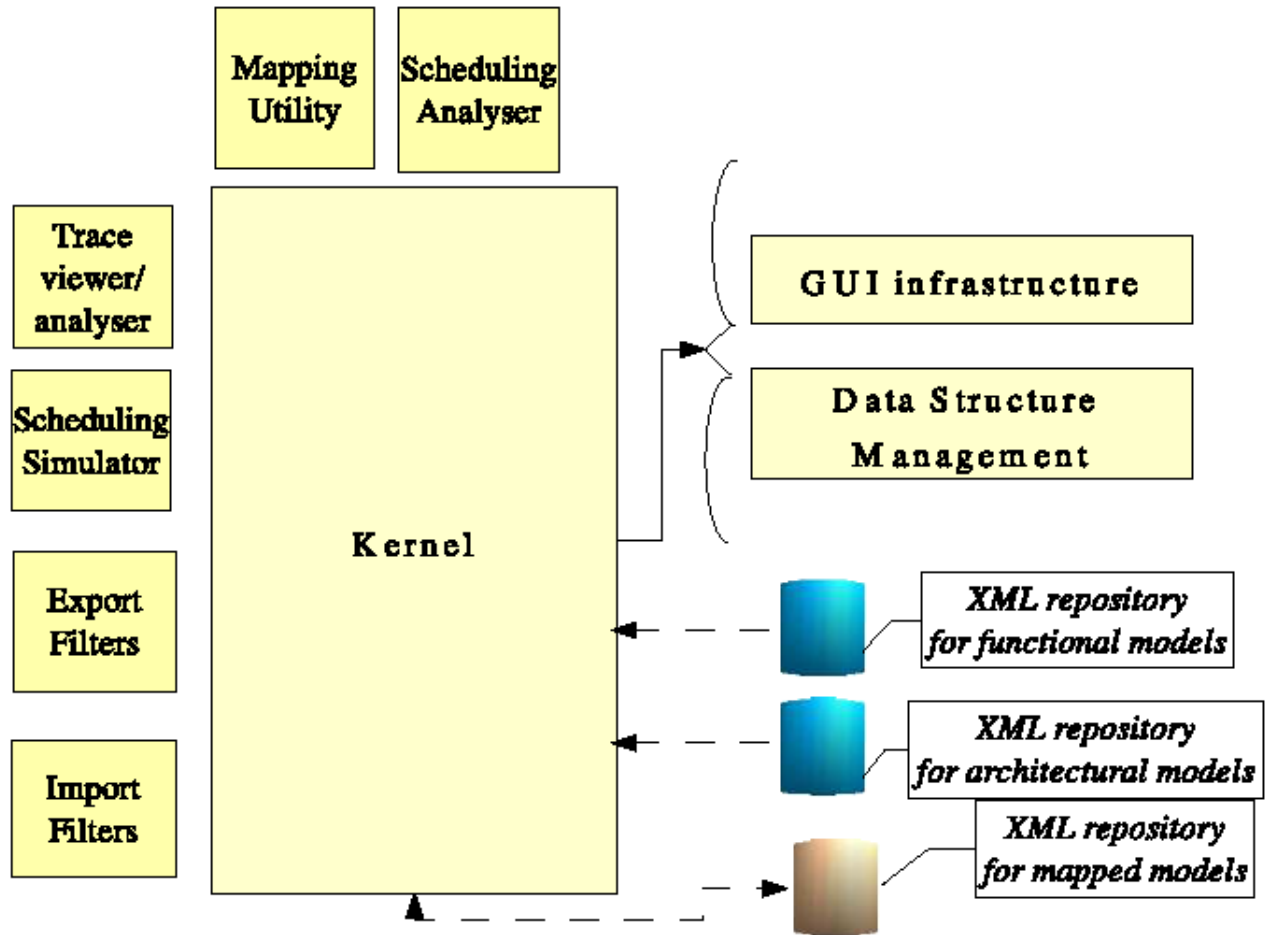 Mapping
Utility
Scheduling
Analyser
Trace
viewer/
analyser
Scheduling
Simulator
Export
Filters
Import
Filters
Kernel
GUI infrastructure
Data Structure
Management
XML repository
for functional models
XML repository
for architectural models
XML repository
for mapped models